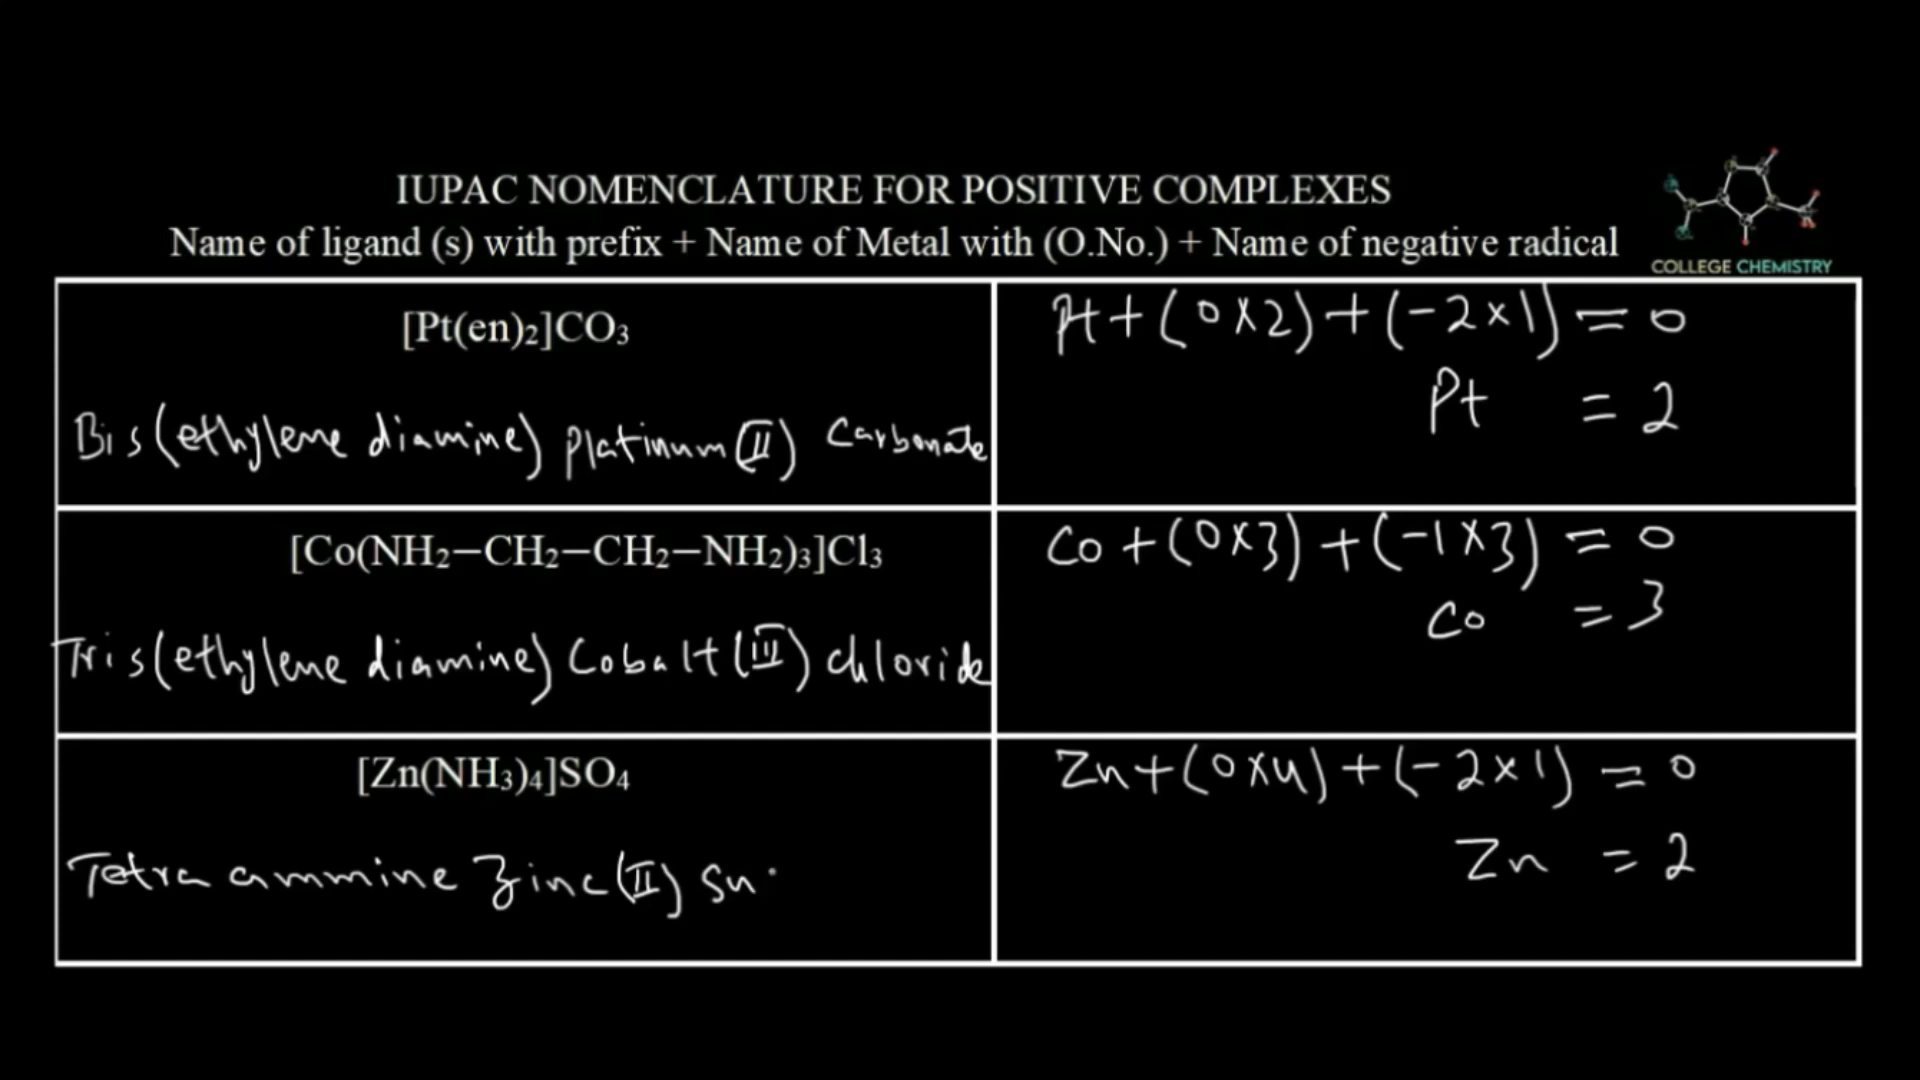 IUPAC NOMENCLATURE FOR POSITIVE COMPLEXES
Name of ligand (s) with prefix + Name of Metal with (O.No.) + Name of negative radical
COLLEGE CHEMISTRY
[Pt(en)₂]CO₃
Pt + (0 × 2) + (-2 × 1) = 0
Pt = 2
Bis (ethylene diamine) platinum (II) Carbonate
[Co(NH₂–CH₂–CH₂–NH₂)₃]Cl₃
Co + (0 × 3) + (-1 × 3) = 0
Co = 3
Tris (ethylene diamine) Cobalt (III) chloride
[Zn(NH₃)₄]SO₄
Zn + (0 × 4) + (-2 × 1) = 0
Zn = 2
Tetra ammine Zinc (II) Su